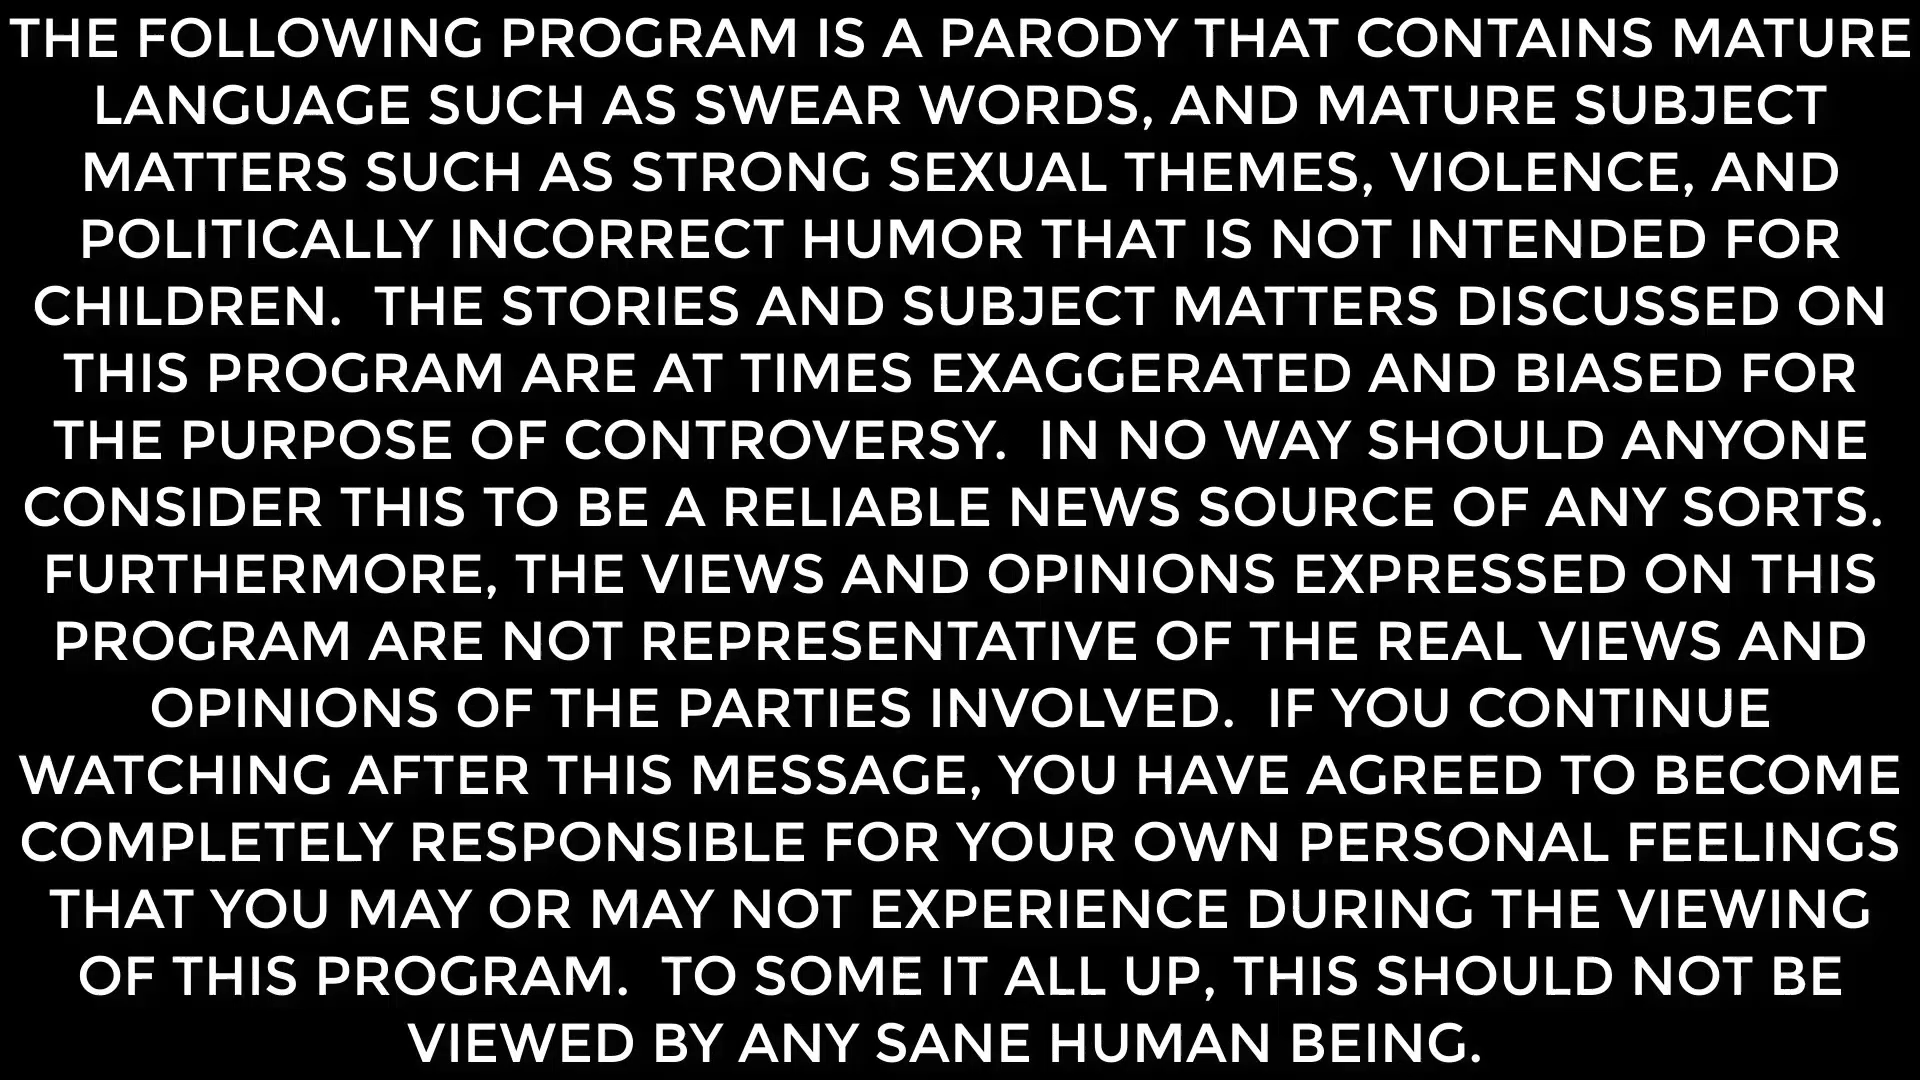 THE FOLLOWING PROGRAM IS A PARODY THAT CONTAINS MATURE
LANGUAGE SUCH AS SWEAR WORDS, AND MATURE SUBJECT
MATTERS SUCH AS STRONG SEXUAL THEMES, VIOLENCE, AND
POLITICALLY INCORRECT HUMOR THAT IS NOT INTENDED FOR
CHILDREN.  THE STORIES AND SUBJECT MATTERS DISCUSSED ON
THIS PROGRAM ARE AT TIMES EXAGGERATED AND BIASED FOR
THE PURPOSE OF CONTROVERSY.  IN NO WAY SHOULD ANYONE
CONSIDER THIS TO BE A RELIABLE NEWS SOURCE OF ANY SORTS.
FURTHERMORE, THE VIEWS AND OPINIONS EXPRESSED ON THIS
PROGRAM ARE NOT REPRESENTATIVE OF THE REAL VIEWS AND
OPINIONS OF THE PARTIES INVOLVED.  IF YOU CONTINUE
WATCHING AFTER THIS MESSAGE, YOU HAVE AGREED TO BECOME
COMPLETELY RESPONSIBLE FOR YOUR OWN PERSONAL FEELINGS
THAT YOU MAY OR MAY NOT EXPERIENCE DURING THE VIEWING
OF THIS PROGRAM.  TO SOME IT ALL UP, THIS SHOULD NOT BE
VIEWED BY ANY SANE HUMAN BEING.